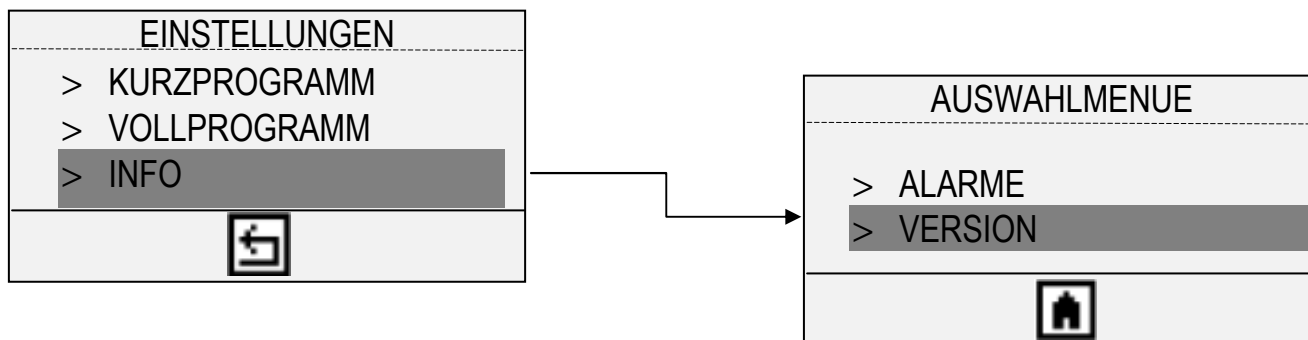 EINSTELLUNGEN
> KURZPROGRAMM
> VOLLPROGRAMM
> INFO
AUSWAHLMENUE
> ALARME
> VERSION